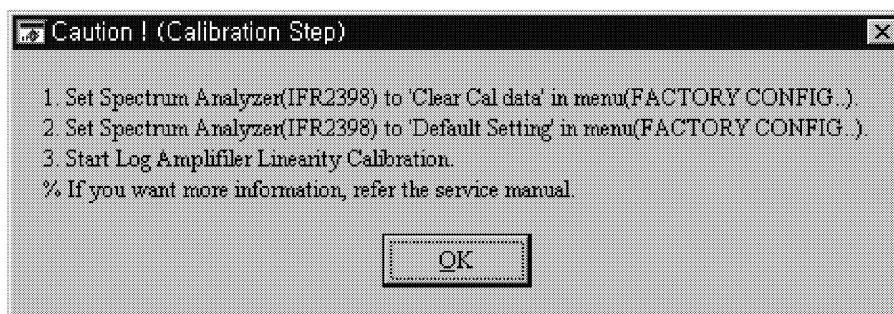 Caution ! (Calibration Step)
1. Set Spectrum Analyzer(IFR2398) to 'Clear Cal data' in menu(FACTORY CONFIG..).
2. Set Spectrum Analyzer(IFR2398) to 'Default Setting' in menu(FACTORY CONFIG..).
3. Start Log Amplifiler Linearity Calibration.
% If you want more information, refer the service manual.
OK